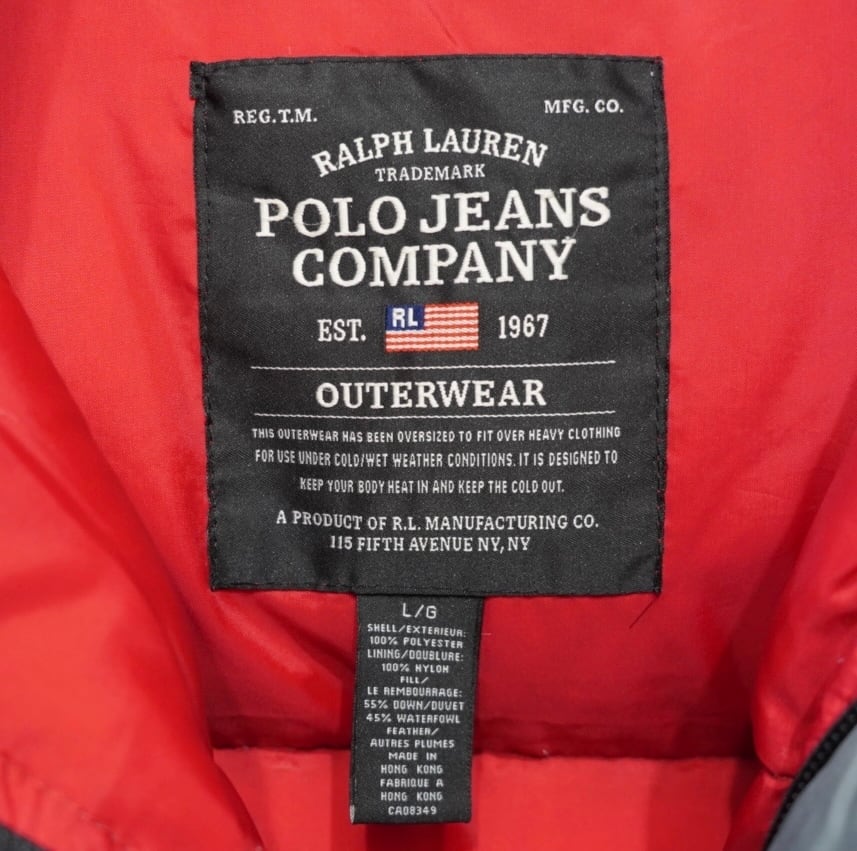 REG.T.M. MFG. CO.
RALPH LAUREN
TRADEMARK
POLO JEANS
COMPANY
EST. RL 1967
OUTERWEAR
THIS OUTERWEAR HAS BEEN OVERSIZED TO FIT OVER HEAVY CLOTHING
FOR USE UNDER COLD/WET WEATHER CONDITIONS. IT IS DESIGNED TO
KEEP YOUR BODY HEAT IN AND KEEP THE COLD OUT.
A PRODUCT OF R.L. MANUFACTURING CO.
115 FIFTH AVENUE NY, NY
L/G
SHELL/EXTERIEUR:
100% POLYESTER
LINING/DOUBLURE:
100% NYLON
FILL/
LE REMBOURRAGE:
55% DOWN/DUVET
45% WATERFOWL
FEATHER/
AUTRES PLUMES
MADE IN
HONG KONG
FABRIQUE A
HONG KONG
CA08349